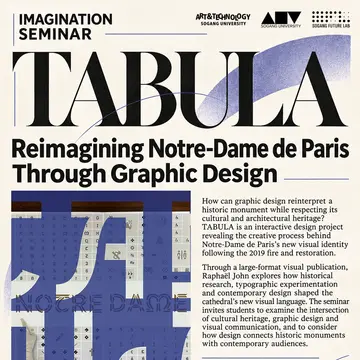 IMAGINATION
SEMINAR
ART&TECHNOLOGY
SOGANG UNIVERSITY
SOGANG UNIVERSITY
SOGANG FUTURE LAB
TABULA
Reimagining Notre-Dame de Paris
Through Graphic Design
How can graphic design reinterpret a
historic monument while respecting its
cultural and architectural heritage?
TABULA is an interactive design project
revealing the creative process behind
Notre-Dame de Paris's new visual identity
following the 2019 fire and restoration.
Through a large-format visual publication,
Raphaël John explores how historical
research, typographic experimentation
and contemporary design shaped the
cathedral's new visual language. The seminar
invites students to examine the intersection
of cultural heritage, graphic design and
visual communication, and to consider
how design connects historic monuments
with contemporary audiences.
NOTRE DAME